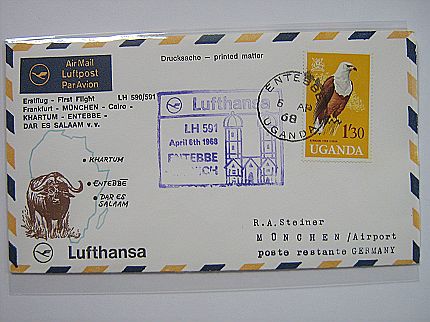 Air Mail
Luftpost
Par Avion
Drucksache - printed matter
Erstflug - First Flight LH 590/591
Frankfurt - MÜNCHEN - Cairo -
KHARTUM - ENTEBBE -
DAR ES SALAAM v.v.
KHARTUM
ENTEBBE
DAR ES
SALAAM
Lufthansa
Lufthansa
LH 591
April 6th 1968
ENTEBBE
ENTEBBE
5 AP
68
UGANDA
1'30
UGANDA
R.A. Steiner
MÜNCHEN/Airport
poste restante GERMANY